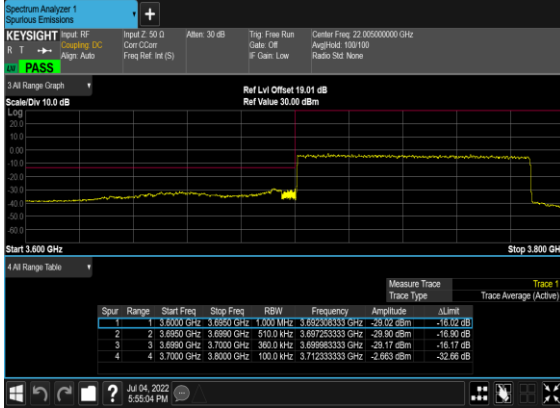 Spectrum Analyzer 1
Spurious Emissions
+
KEYSIGHT Input: RF Input Z: 50 Ω Atten: 30 dB Trig: Free Run Center Freq: 22.005000000 GHz
R T Coupling: DC Corr CCorr Gate: Off Avg|Hold: 100/100
Align: Auto Freq Ref: Int (S) IF Gain: Low Radio Std: None
LXI PASS
3 All Range Graph
Ref Lvl Offset 19.01 dB
Scale/Div 10.0 dB Ref Value 30.00 dBm
Log
20.0
10.0
0.00
-10.0
-20.0
-30.0
-40.0
-50.0
-60.0
Start 3.600 GHz Stop 3.800 GH
4 All Range Table
Measure Trace Trace 1
Trace Type Trace Average (Active)
Spur Range Start Freq Stop Freq RBW Frequency Amplitude ΔLimit
1 1 3.6000 GHz 3.6950 GHz 1.000 MHz 3.692308333 GHz -29.02 dBm -16.02 dB
2 2 3.6950 GHz 3.6990 GHz 510.0 kHz 3.697253333 GHz -29.90 dBm -16.90 dB
3 3 3.6990 GHz 3.7000 GHz 360.0 kHz 3.699983333 GHz -29.17 dBm -16.17 dB
4 4 3.7000 GHz 3.8000 GHz 100.0 kHz 3.712333333 GHz -2.663 dBm -32.66 dB
? Jul 04, 2022
5:55:04 PM